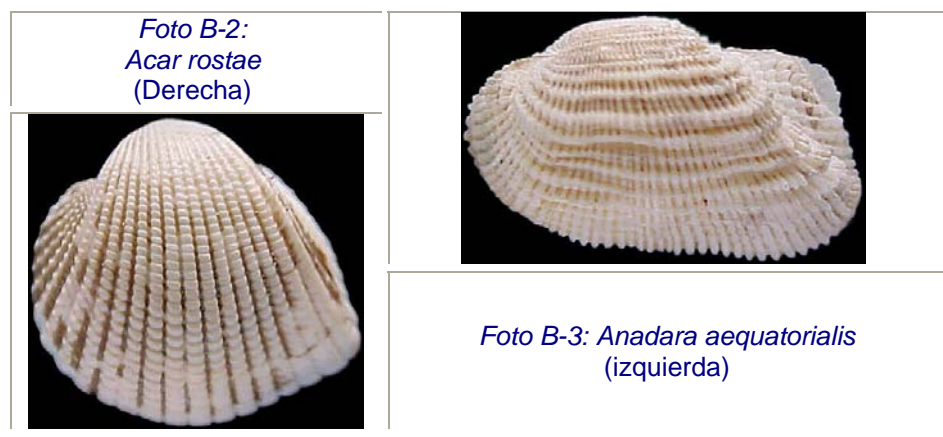 Foto B-2:
Acar rostae
(Derecha)
Foto B-3: Anadara aequatorialis
(izquierda)